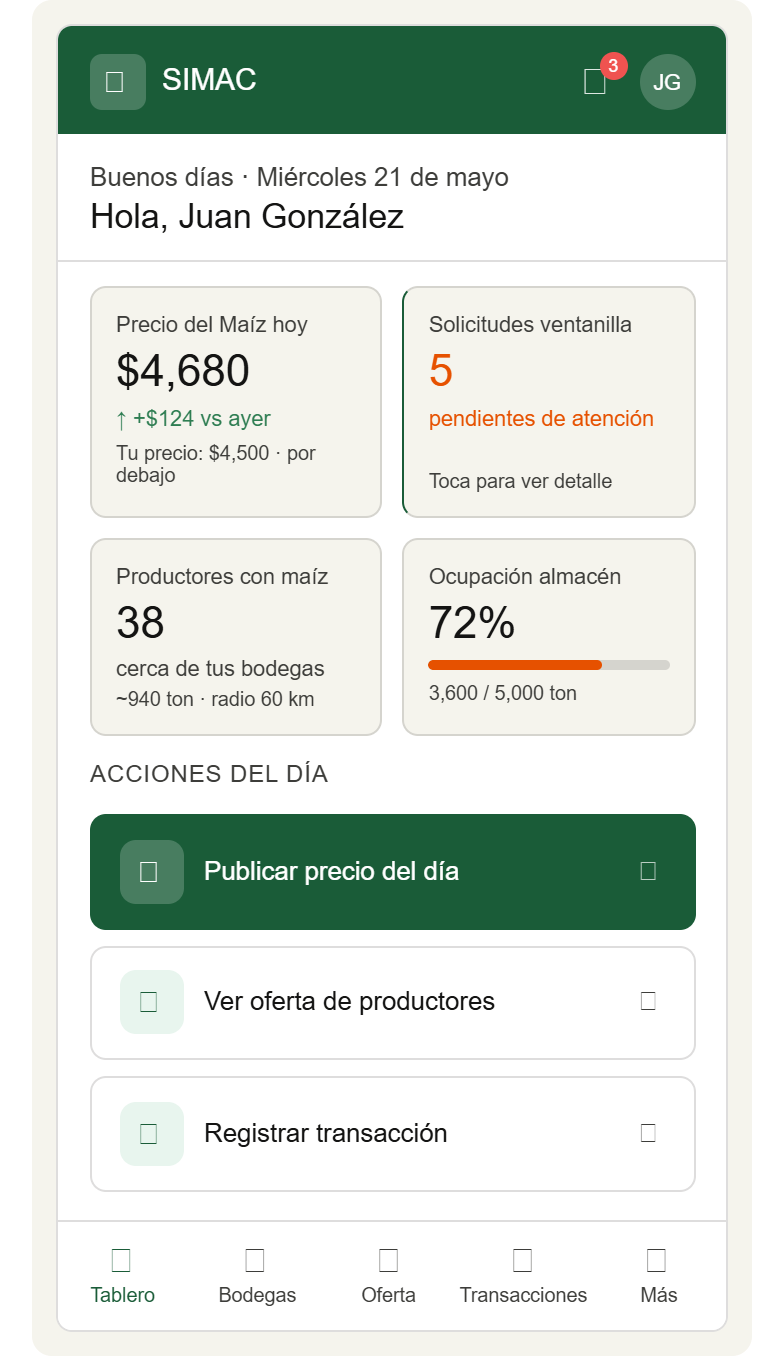 SIMAC
3
JG
Buenos días · Miércoles 21 de mayo
Hola, Juan González
Precio del Maíz hoy
$4,680
↑ +$124 vs ayer
Tu precio: $4,500 · por
debajo
Solicitudes ventanilla
5
pendientes de atención
Toca para ver detalle
Productores con maíz
38
cerca de tus bodegas
~940 ton · radio 60 km
Ocupación almacén
72%
3,600 / 5,000 ton
ACCIONES DEL DÍA
Publicar precio del día
Ver oferta de productores
Registrar transacción
Tablero
Bodegas
Oferta
Transacciones
Más